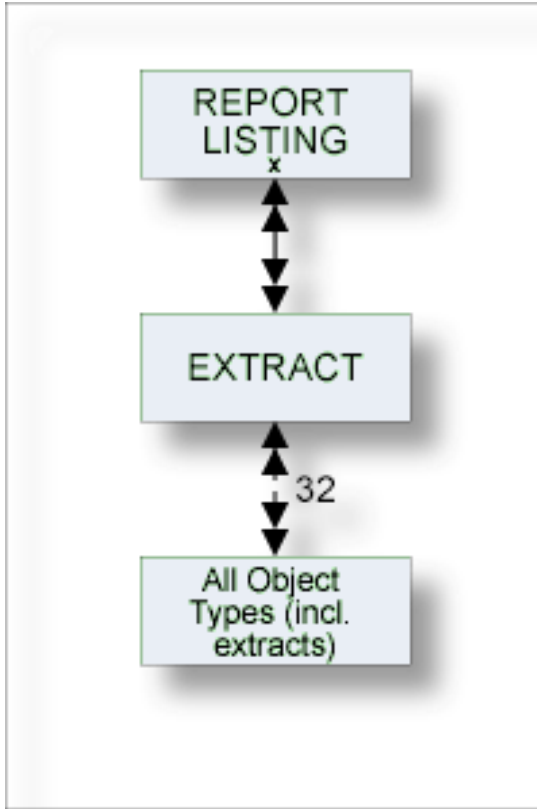 REPORT
LISTING
x
EXTRACT
32
All Object
Types (incl.
extracts)